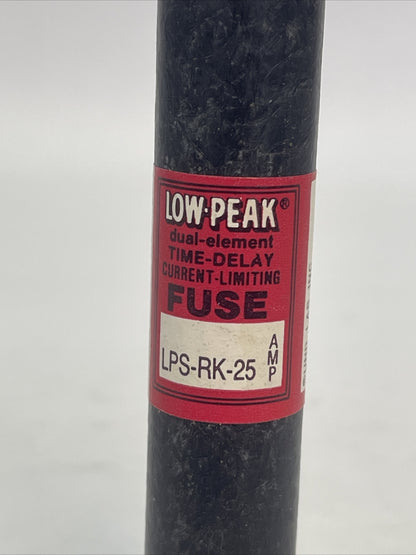 LOW-PEAK®
dual-element
TIME-DELAY
CURRENT-LIMITING
FUSE
LPS-RK-25 AMP